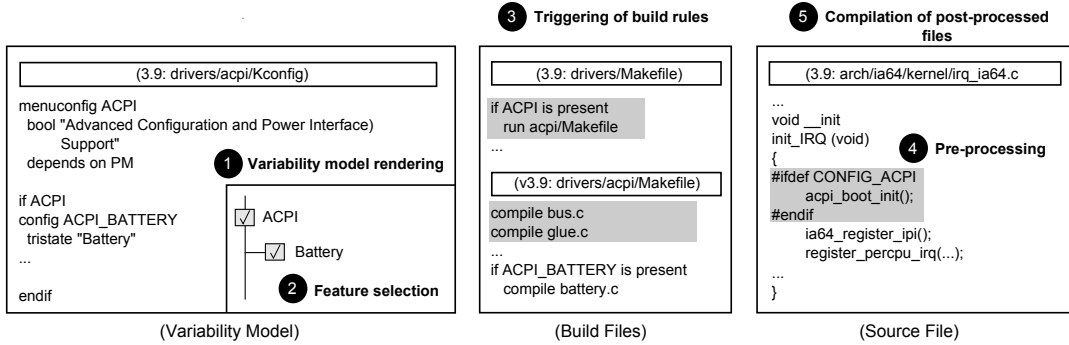 3 Triggering of build rules
5 Compilation of post-processed
files
(3.9: drivers/acpi/Kconfig)
menuconfig ACPI
bool "Advanced Configuration and Power Interface)
Support"
depends on PM
1 Variability model rendering
if ACPI
config ACPI_BATTERY
tristate "Battery"
...
endif
ACPI
Battery
2 Feature selection
(Variability Model)
(3.9: drivers/Makefile)
if ACPI is present
run acpi/Makefile
...
(v3.9: drivers/acpi/Makefile)
compile bus.c
compile glue.c
...
if ACPI_BATTERY is present
compile battery.c
(Build Files)
(3.9: arch/ia64/kernel/irq_ia64.c
...
void __init
init_IRQ (void)
{
4 Pre-processing
#ifdef CONFIG_ACPI
acpi_boot_init();
#endif
ia64_register_ipi();
register_percpu_irq(...);
...
}
(Source File)